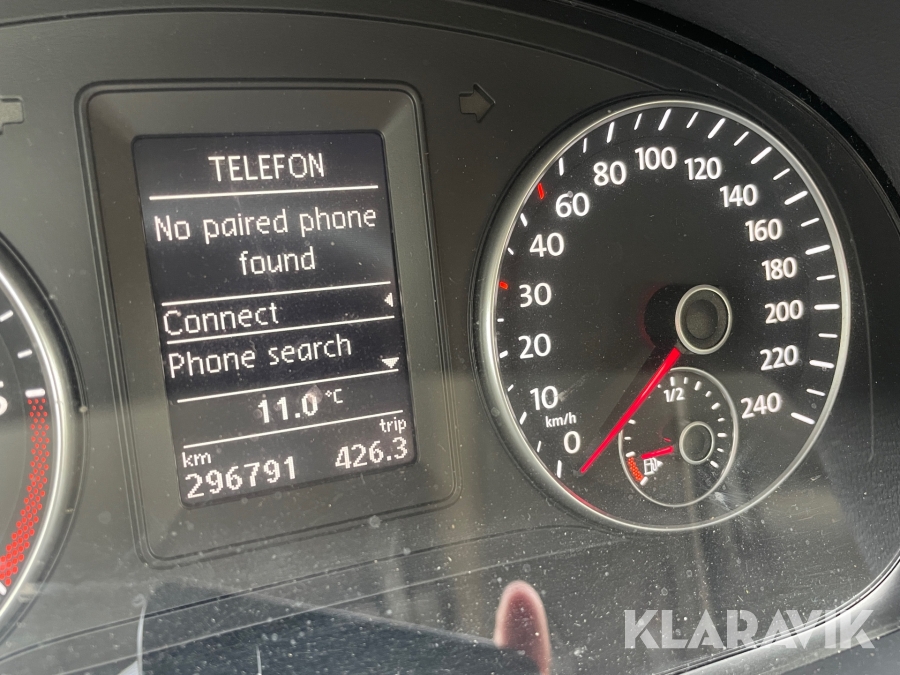 TELEFON
No paired phone
found
Connect
Phone search
11.0 °C
km
trip
296791
426.3
0
10
20
30
40
60
80
100
120
140
160
180
200
220
240
km/h
1/2
5
KLARAVIK